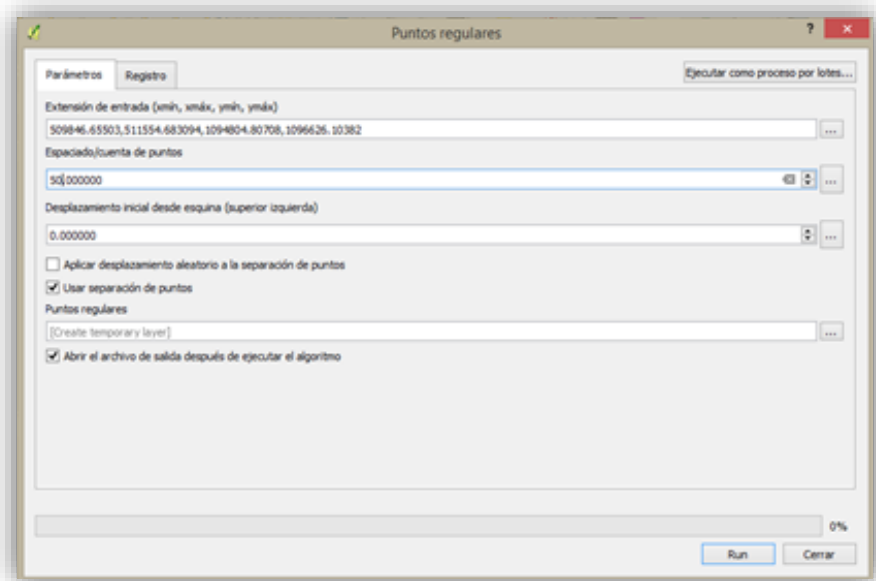 Puntos regulares
?
Parámetros
Registro
Ejecutar como proceso por lotes...
Extensión de entrada (xmín, xmáx, ymín, ymáx)
509846.65503,511554.683094,1094804.80708,1096626.10382
...
Espaciado/cuenta de puntos
50.000000
...
Desplazamiento inicial desde esquina (superior izquierda)
0.000000
...
Aplicar desplazamiento aleatorio a la separación de puntos
Usar separación de puntos
Puntos regulares
[Create temporary layer]
...
Abrir el archivo de salida después de ejecutar el algoritmo
0%
Run
Cerrar